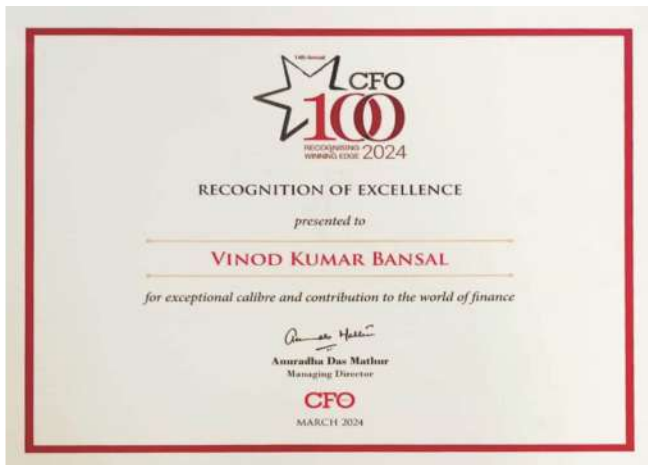 14th Annual
CFO
100
RECOGNISING
WINNING EDGE 2024
RECOGNITION OF EXCELLENCE
presented to
VINOD KUMAR BANSAL
for exceptional calibre and contribution to the world of finance
Anuradha Das Mathur
Managing Director
CFO
MARCH 2024